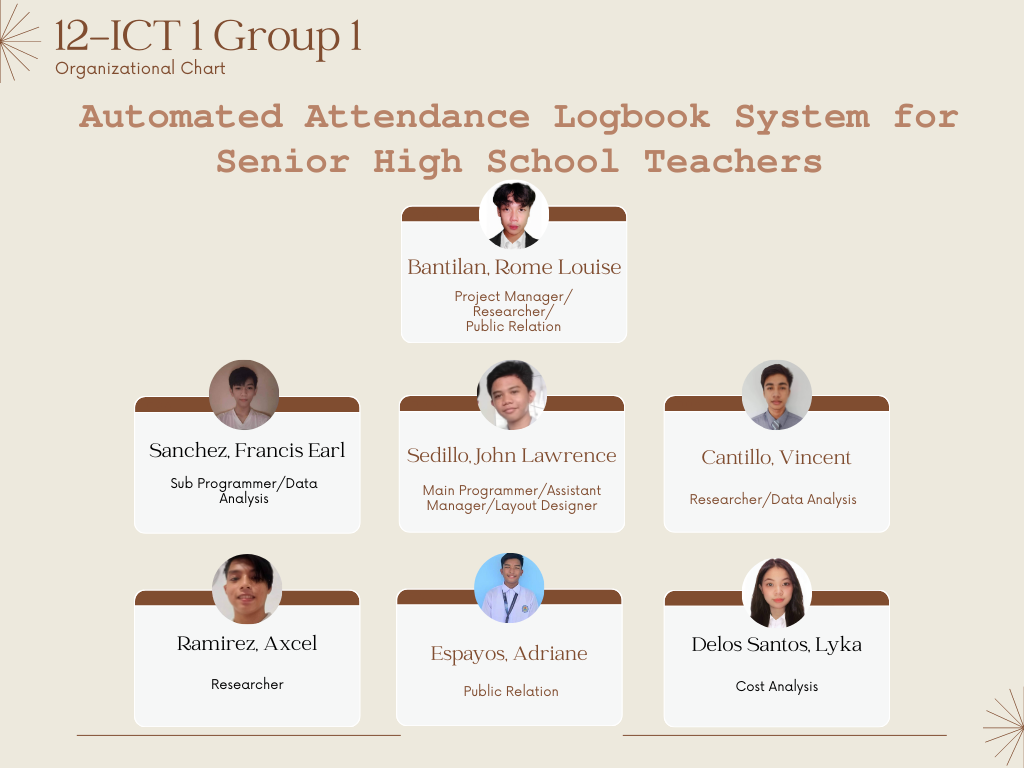 12-ICT 1 Group 1
Organizational Chart
Automated Attendance Logbook System for
Senior High School Teachers
Bantilan, Rome Louise
Project Manager/
Researcher/
Public Relation
Sanchez, Francis Earl
Sub Programmer/Data
Analysis
Sedillo, John Lawrence
Main Programmer/Assistant
Manager/Layout Designer
Cantillo, Vincent
Researcher/Data Analysis
Ramirez, Axcel
Researcher
Espayos, Adriane
Public Relation
Delos Santos, Lyka
Cost Analysis